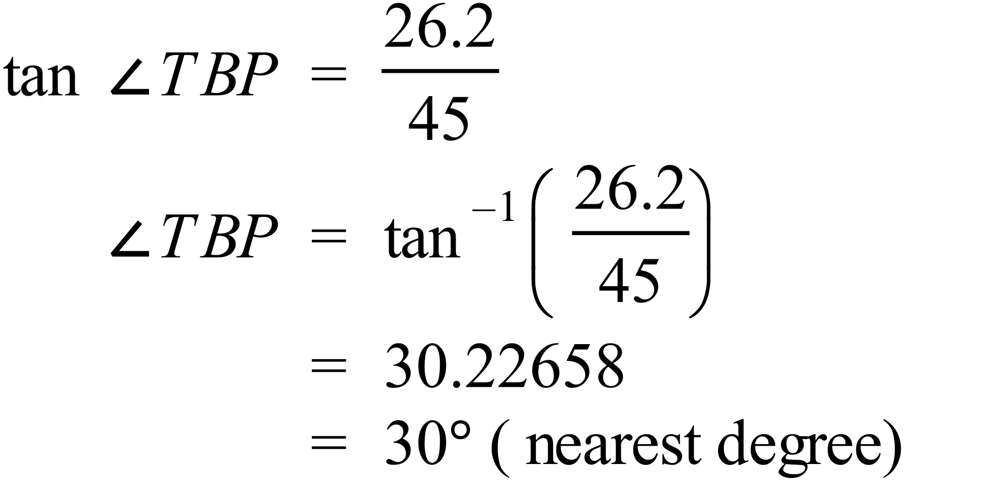 tan ∠TBP = 26.2/45
∠TBP = tan⁻¹(26.2/45)
= 30.22658
= 30° ( nearest degree)